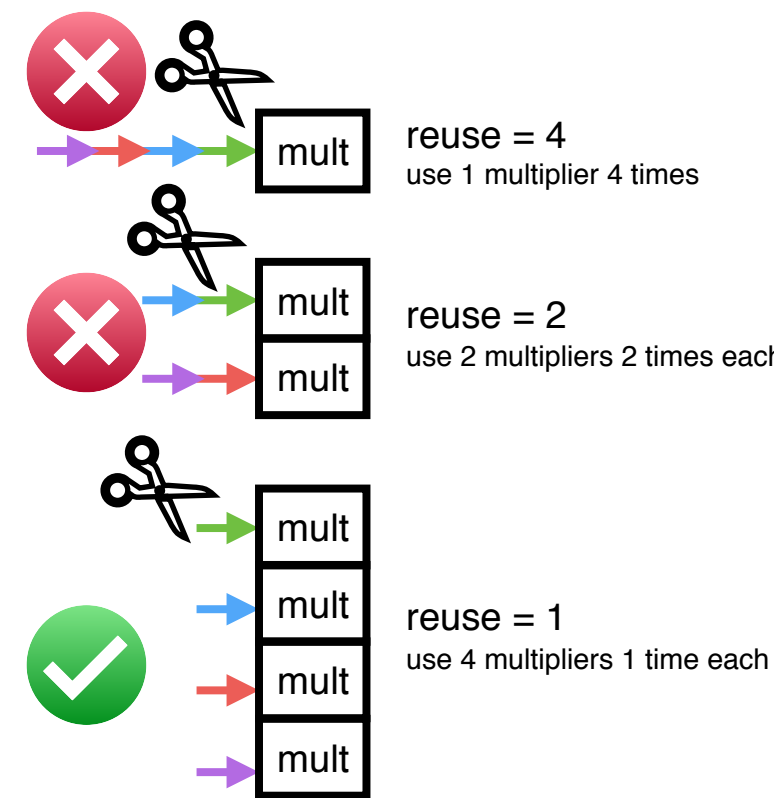 mult
reuse = 4
use 1 multiplier 4 times
mult
mult
reuse = 2
use 2 multipliers 2 times each
mult
mult
mult
mult
reuse = 1
use 4 multipliers 1 time each